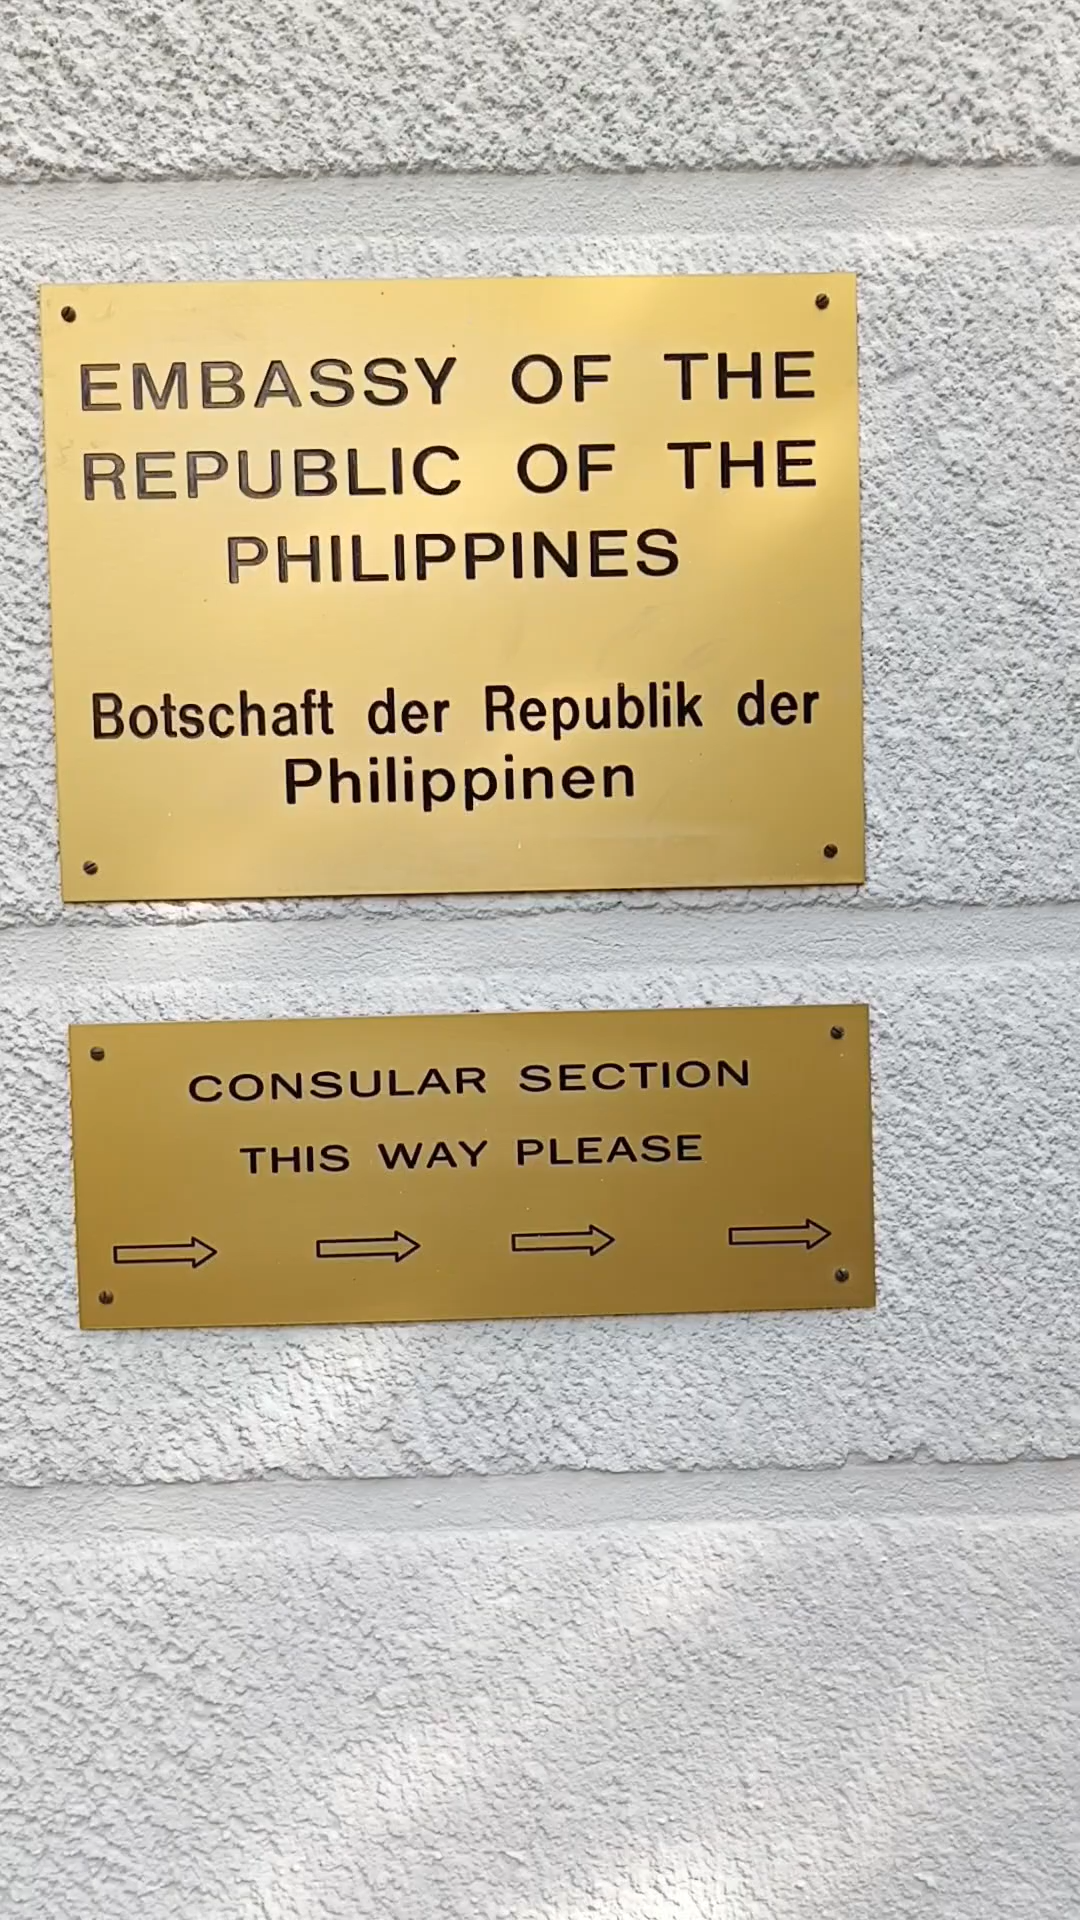 EMBASSY OF THE
REPUBLIC OF THE
PHILIPPINES
Botschaft der Republik der
Philippinen
CONSULAR SECTION
THIS WAY PLEASE